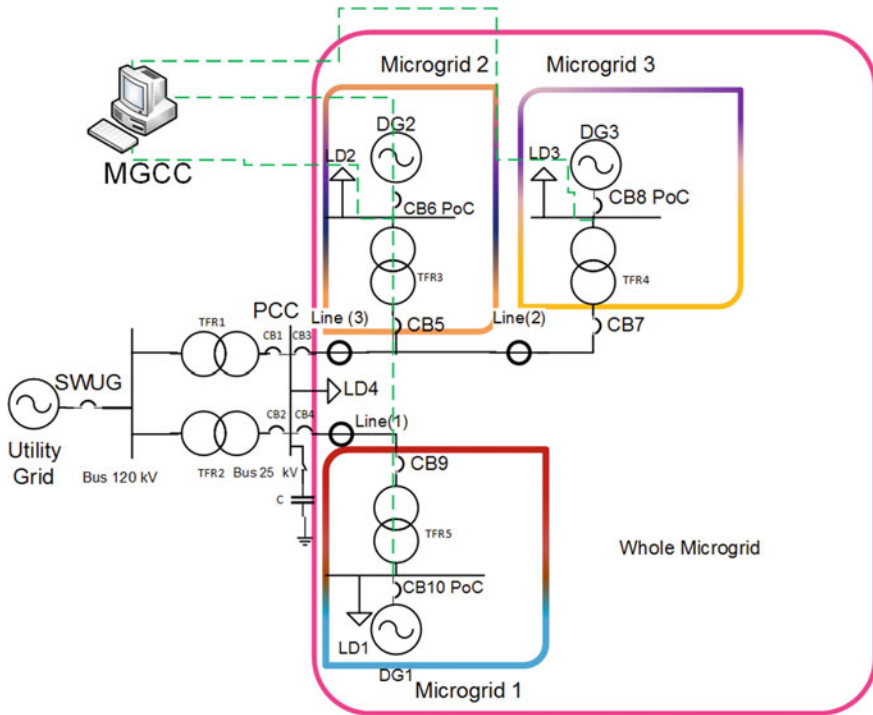 Microgrid 2
Microgrid 3
MGCC
DG2
DG3
LD2
LD3
CB6 PoC
CB8 PoC
TFR3
TFR4
PCC
Line (3)
CB5
Line(2)
CB7
TFR1
CB1
CB3
SWUG
LD4
CB2
CB4
Line(1)
Utility
Grid
Bus 120 kV
TFR2
Bus 25 kV
CB9
C
TFR5
Whole Microgrid
CB10 PoC
LD1
DG1
Microgrid 1